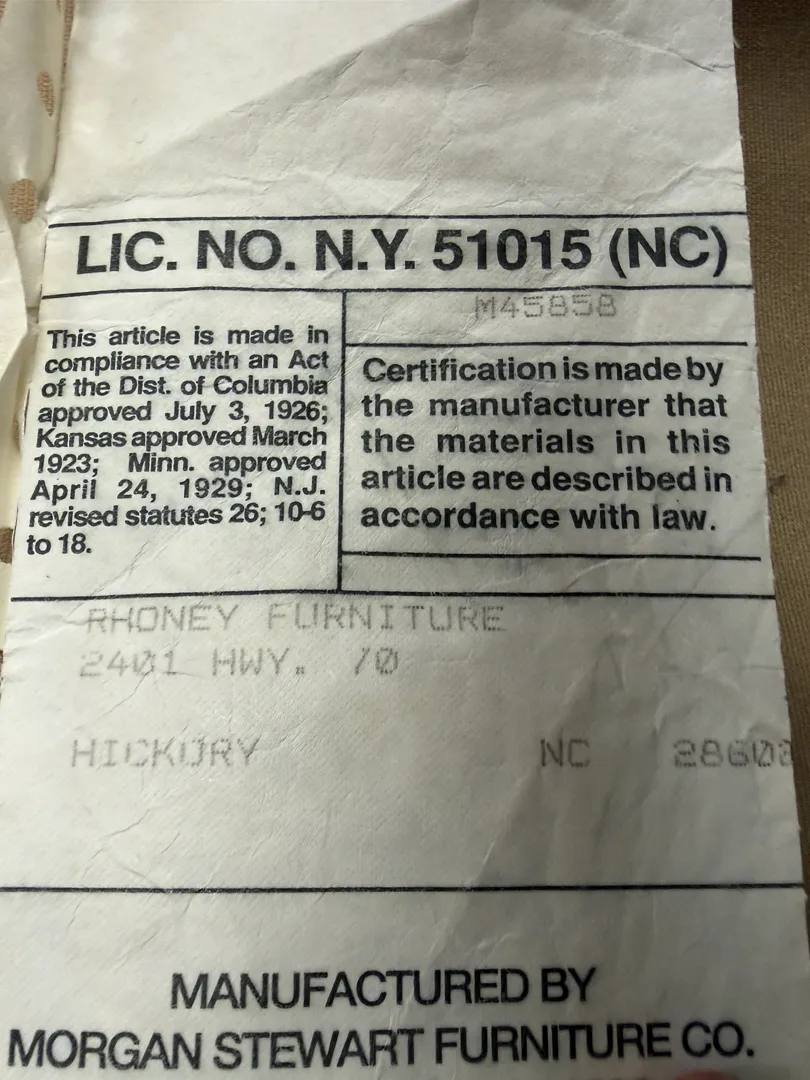 LIC. NO. N.Y. 51015 (NC)
This article is made in
compliance with an Act
of the Dist. of Columbia
approved July 3, 1926;
Kansas approved March
1923; Minn. approved
April 24, 1929; N.J.
revised statutes 26; 10-6
to 18.
M45858
Certification is made by
the manufacturer that
the materials in this
article are described in
accordance with law.
RHONEY FURNITURE
2401 HWY. 70
HICKORY NC
MANUFACTURED BY
MORGAN STEWART FURNITURE CO.